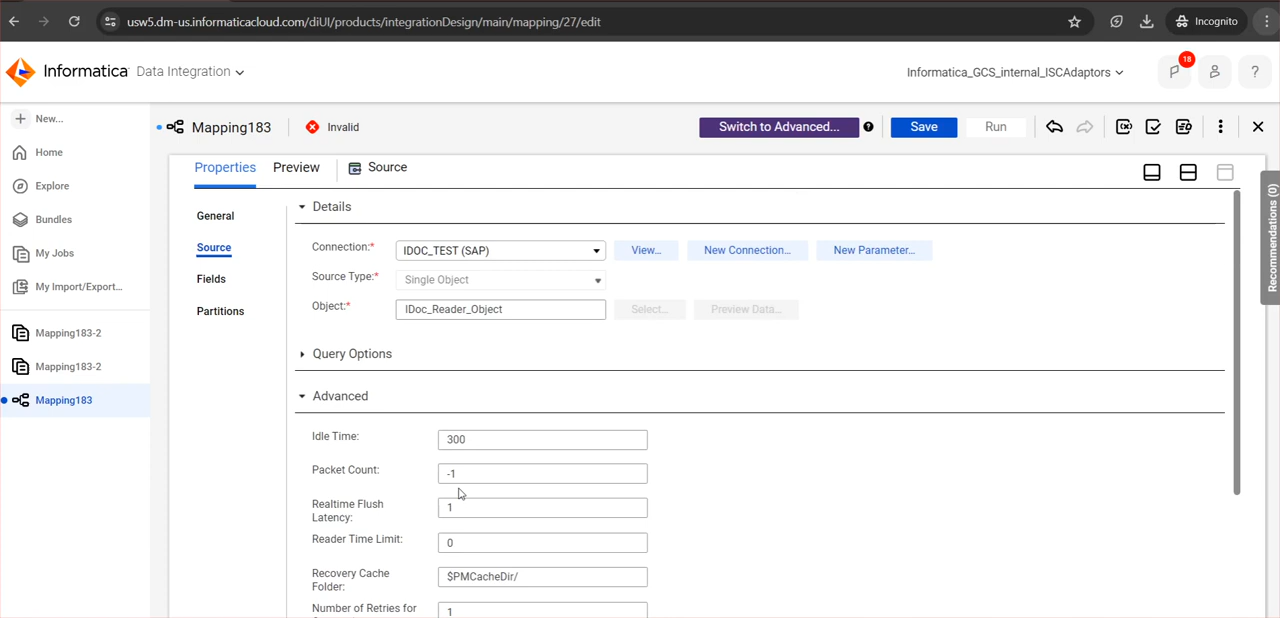 usw5.dm-us.informaticacloud.com/diUI/products/integrationDesign/main/mapping/27/edit
Incognito
Informatica Data Integration
Informatica_GCS_internal_ISCAdaptors
18
?
New...
Home
Explore
Bundles
My Jobs
My Import/Export...
Mapping183-2
Mapping183-2
Mapping183
Mapping183
Invalid
Switch to Advanced...
?
Save
Run
Properties
Preview
Source
Recommendations (0)
General
Source
Fields
Partitions
Details
Connection:* IDOC_TEST (SAP) View... New Connection... New Parameter...
Source Type:* Single Object
Object:* IDoc_Reader_Object Select... Preview Data...
Query Options
Advanced
Idle Time: 300
Packet Count: -1
Realtime Flush
Latency: 1
Reader Time Limit: 0
Recovery Cache
Folder: $PMCacheDir/
Number of Retries for 1